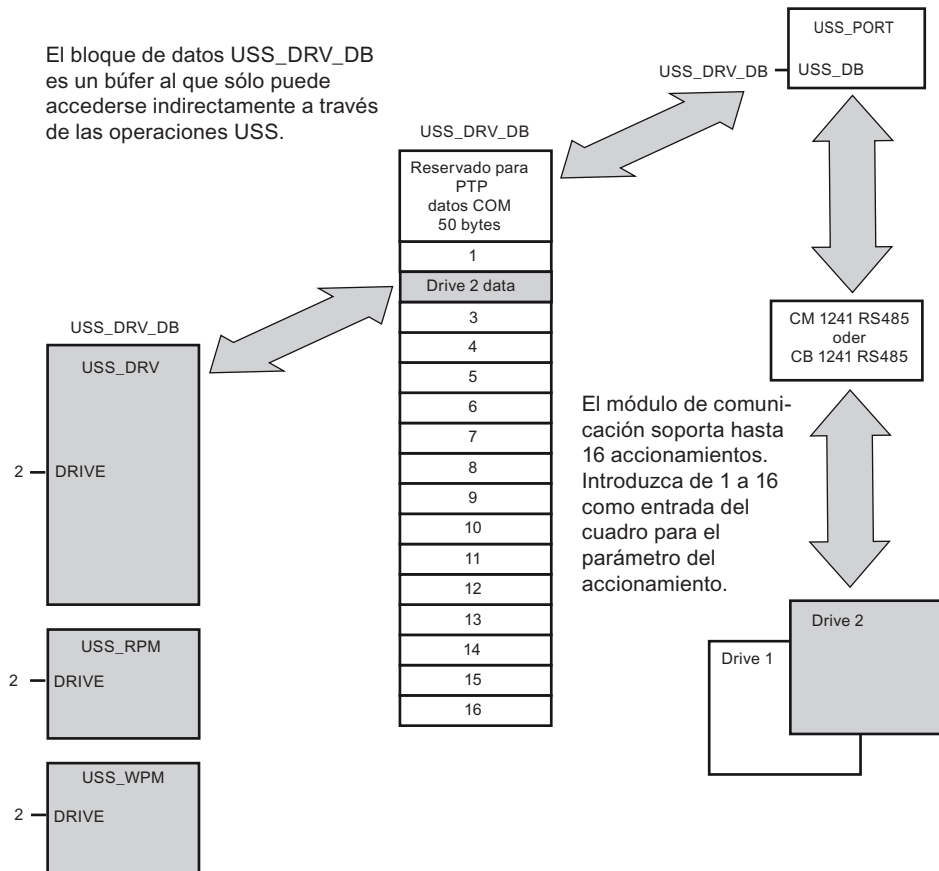 El bloque de datos USS_DRV_DB
es un búfer al que sólo puede
accederse indirectamente a través
de las operaciones USS.
USS_PORT
USS_DRV_DB
USS_DB
USS_DRV_DB
Reservado para
PTP
datos COM
50 bytes
1
Drive 2 data
3
4
5
6
7
8
9
10
11
12
13
14
15
16
USS_DRV_DB
USS_DRV
2
DRIVE
USS_RPM
2
DRIVE
USS_WPM
2
DRIVE
CM 1241 RS485
oder
CB 1241 RS485
El módulo de comuni-
cación soporta hasta
16 accionamientos.
Introduzca de 1 a 16
como entrada del
cuadro para el
parámetro del
accionamiento.
Drive 2
Drive 1